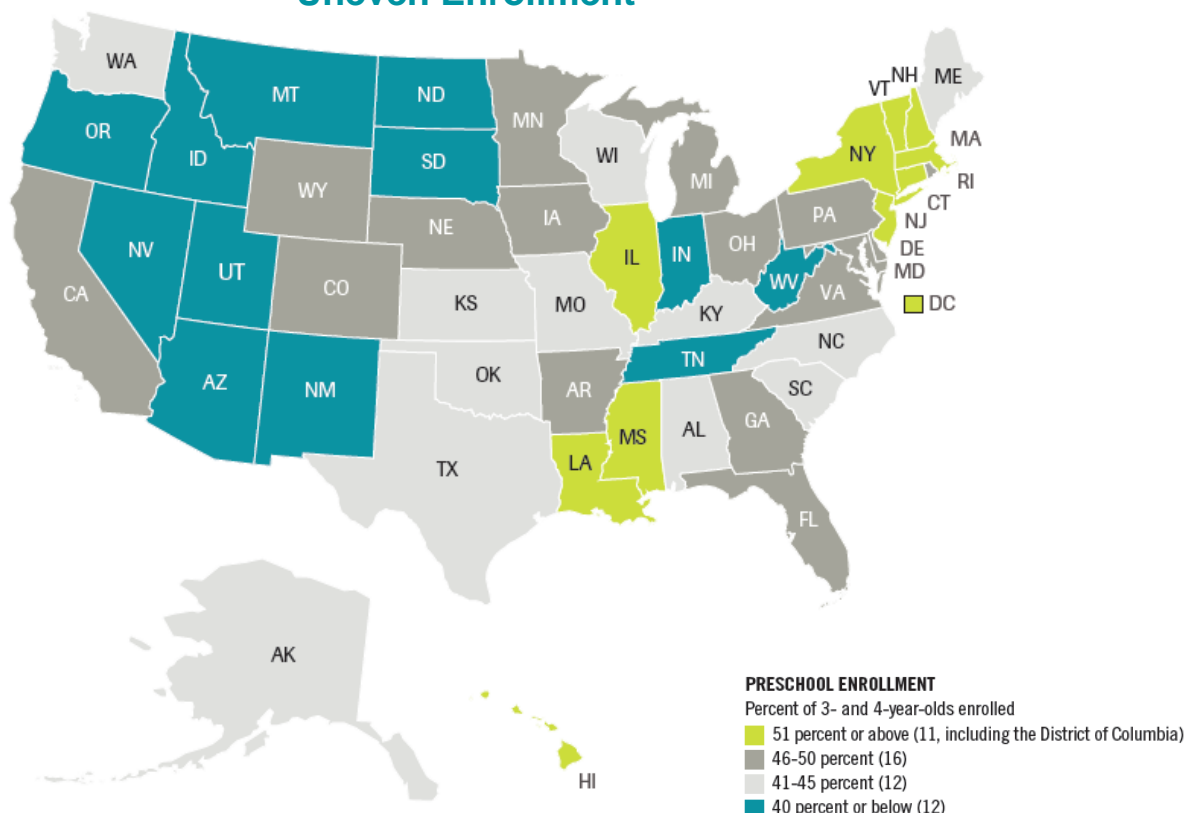 Uneven Enrollment
WA
MT
ND
MN
VT
NH
ME
OR
ID
SD
WI
NY
MA
WY
MI
RI
CT
NE
IA
PA
NJ
NV
UT
IL
IN
OH
DE
MD
CA
CO
KS
MO
WV
VA
DC
KY
NC
AZ
NM
OK
TN
AR
SC
MS
AL
GA
TX
LA
FL
AK
HI
PRESCHOOL ENROLLMENT
Percent of 3- and 4-year-olds enrolled
51 percent or above (11, including the District of Columbia)
46-50 percent (16)
41-45 percent (12)
40 percent or below (12)